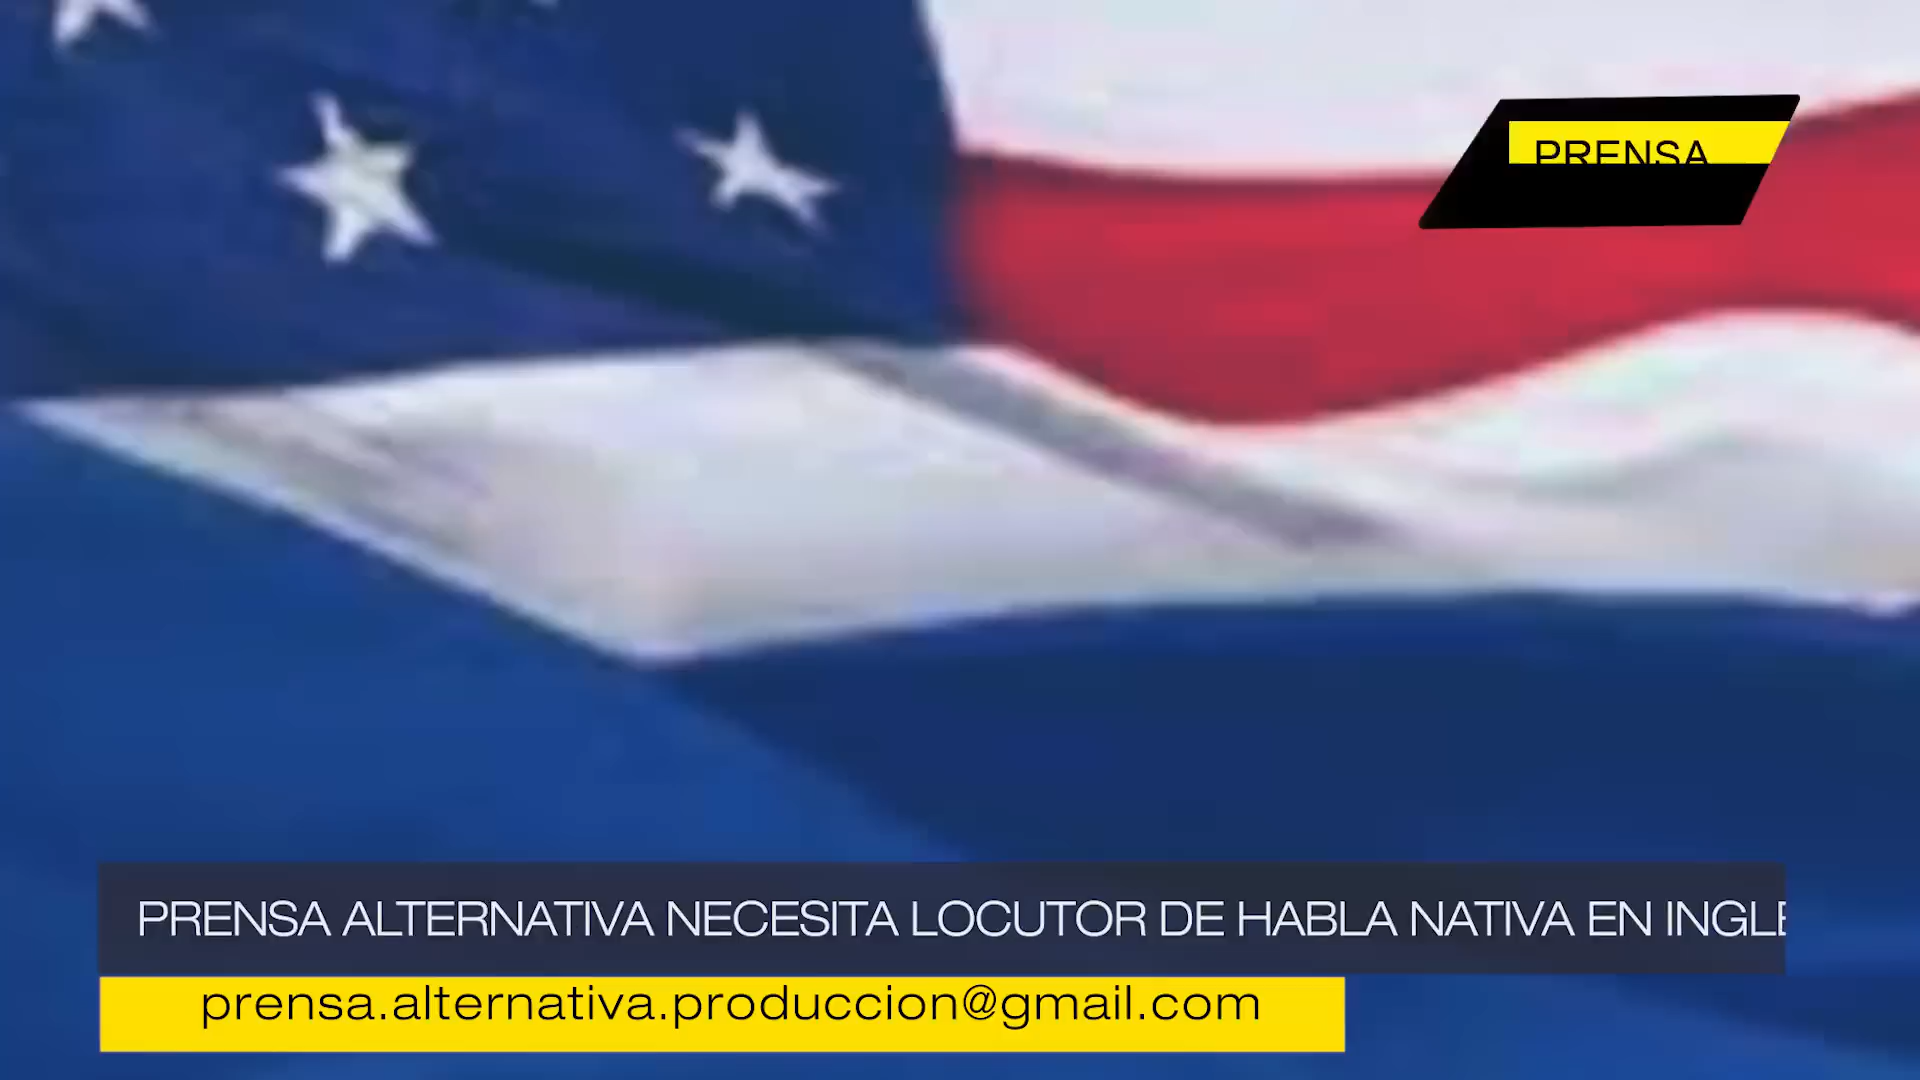 PRENSA
PRENSA ALTERNATIVA NECESITA LOCUTOR DE HABLA NATIVA EN
prensa.alternativa.produccion@gmail.com